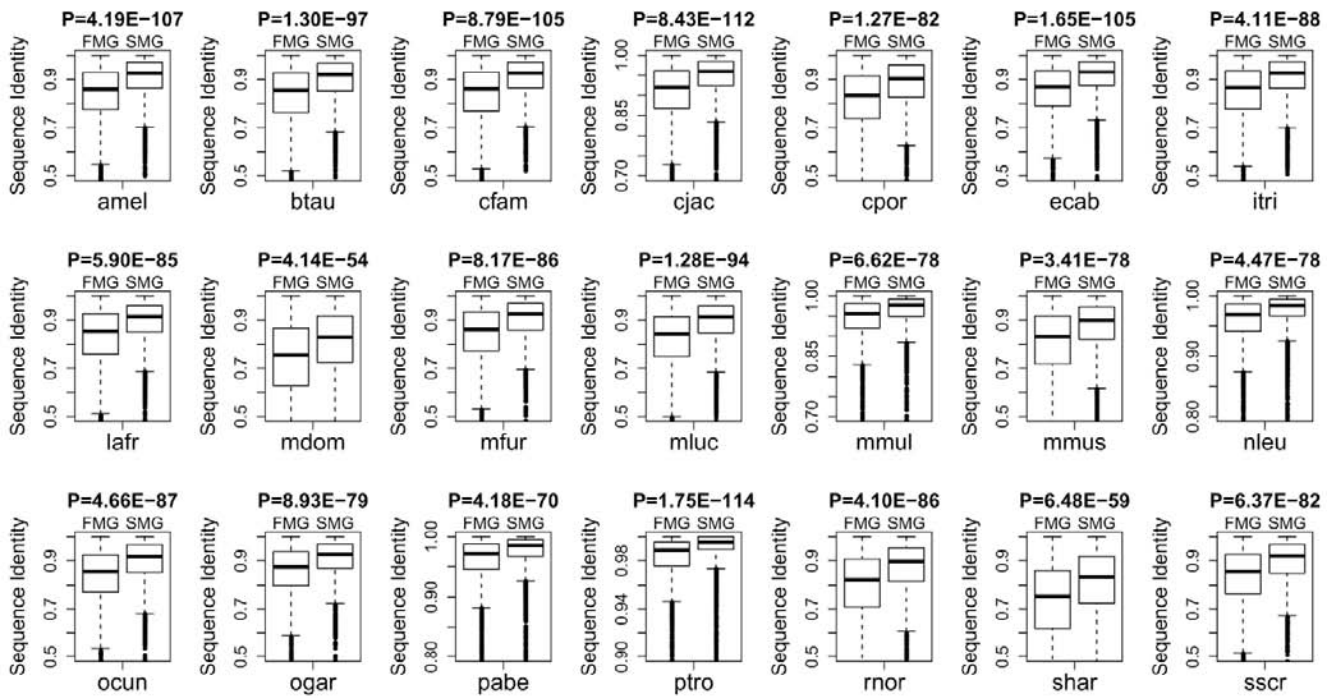 P=4.19E−107 P=1.30E−97 P=8.79E−105 P=8.43E−112 P=1.27E−82 P=1.65E−105 P=4.11E−88
FMG SMG FMG SMG FMG SMG FMG SMG FMG SMG FMG SMG FMG SMG
Sequence Identity Sequence Identity Sequence Identity Sequence Identity Sequence Identity Sequence Identity Sequence Identity
0.5 0.7 0.9 0.5 0.7 0.9 0.5 0.7 0.9 0.70 0.85 1.00 0.5 0.7 0.9 0.5 0.7 0.9 0.5 0.7 0.9
amel btau cfam cjac cpor ecab itri
P=5.90E−85 P=4.14E−54 P=8.17E−86 P=1.28E−94 P=6.62E−78 P=3.41E−78 P=4.47E−78
FMG SMG FMG SMG FMG SMG FMG SMG FMG SMG FMG SMG FMG SMG
Sequence Identity Sequence Identity Sequence Identity Sequence Identity Sequence Identity Sequence Identity Sequence Identity
0.5 0.7 0.9 0.5 0.7 0.9 0.5 0.7 0.9 0.5 0.7 0.9 0.70 0.85 1.00 0.5 0.7 0.9 0.80 0.90 1.00
lafr mdom mfur mluc mmul mmus nleu
P=4.66E−87 P=8.93E−79 P=4.18E−70 P=1.75E−114 P=4.10E−86 P=6.48E−59 P=6.37E−82
FMG SMG FMG SMG FMG SMG FMG SMG FMG SMG FMG SMG FMG SMG
Sequence Identity Sequence Identity Sequence Identity Sequence Identity Sequence Identity Sequence Identity Sequence Identity
0.5 0.7 0.9 0.5 0.7 0.9 0.80 0.90 1.00 0.90 0.94 0.98 0.5 0.7 0.9 0.5 0.7 0.9 0.5 0.7 0.9
ocun ogar pabe ptro rnor shar sscr